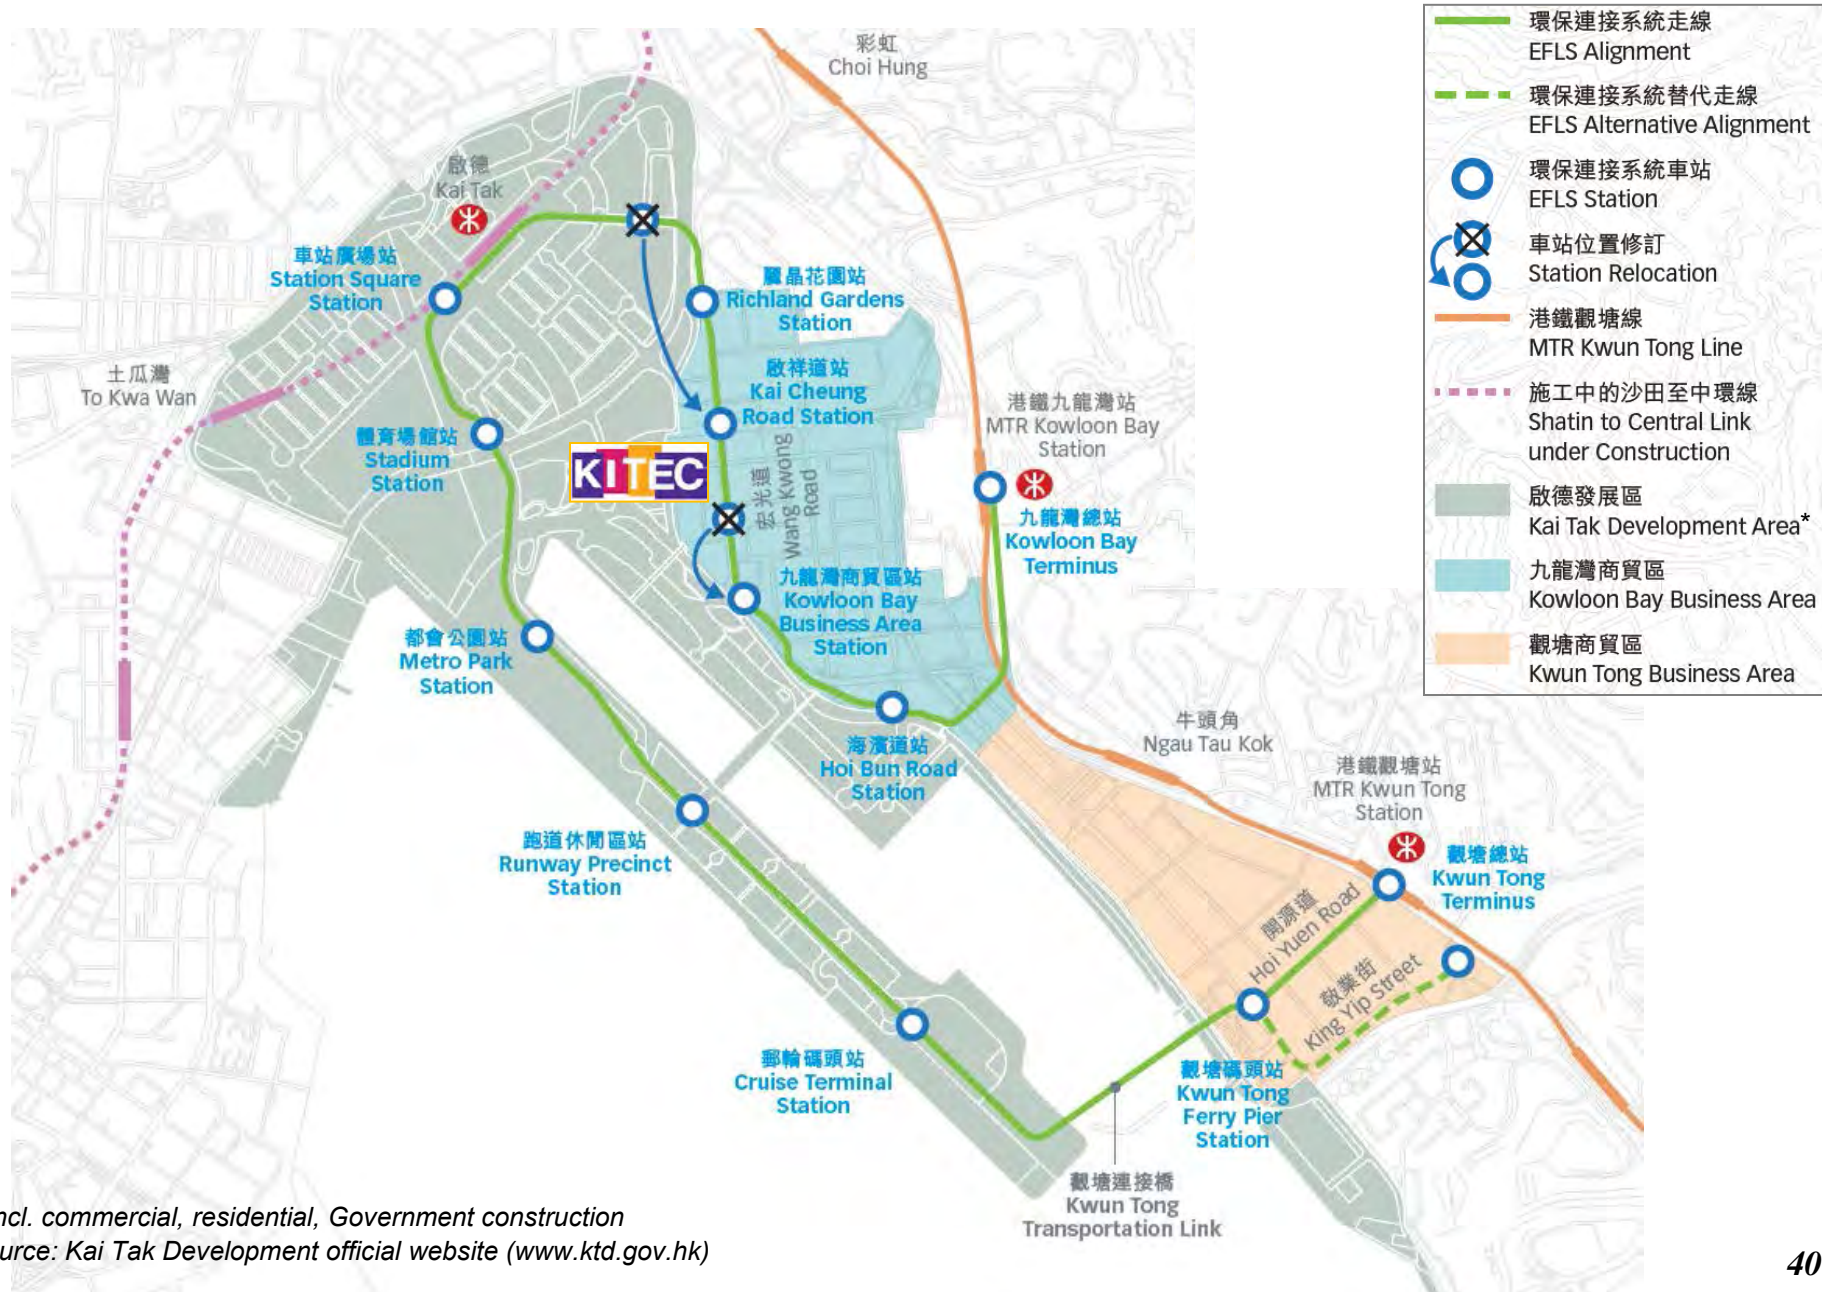 彩虹
Choi Hung
啟德
Kai Tak
車站廣場站
Station Square
Station
麗晶花園站
Richland Gardens
Station
土瓜灣
To Kwa Wan
啟祥道站
Kai Cheung
Road Station
港鐵九龍灣站
MTR Kowloon Bay
Station
體育場館站
Stadium
Station
KITEC
宏光道
Wang Kwong
Road
九龍灣總站
Kowloon Bay
Terminus
九龍灣商貿區站
Kowloon Bay
Business Area
Station
都會公園站
Metro Park
Station
海濱道站
Hoi Bun Road
Station
牛頭角
Ngau Tau Kok
港鐵觀塘站
MTR Kwun Tong
Station
跑道休閒區站
Runway Precinct
Station
觀塘總站
Kwun Tong
Terminus
開源道
Hoi Yuen Road
敬業街
King Yip Street
郵輪碼頭站
Cruise Terminal
Station
觀塘碼頭站
Kwun Tong
Ferry Pier
Station
觀塘連接橋
Kwun Tong
Transportation Link
環保連接系統走線
EFLS Alignment
環保連接系統替代走線
EFLS Alternative Alignment
環保連接系統車站
EFLS Station
車站位置修訂
Station Relocation
港鐵觀塘線
MTR Kwun Tong Line
施工中的沙田至中環線
Shatin to Central Link
under Construction
啟德發展區
Kai Tak Development Area*
九龍灣商貿區
Kowloon Bay Business Area
觀塘商貿區
Kwun Tong Business Area
ncl. commercial, residential, Government construction
urce: Kai Tak Development official website (www.ktd.gov.hk)
40